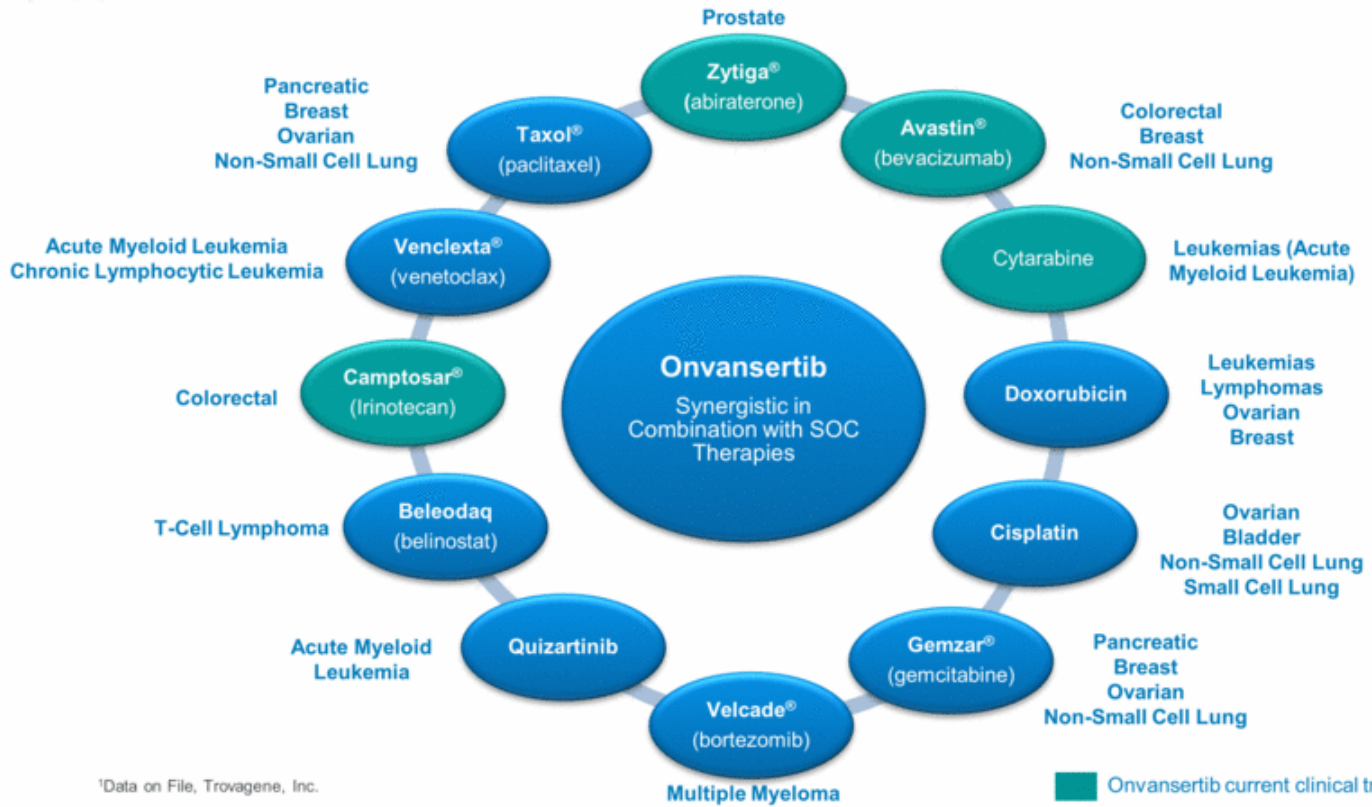 Prostate
Zytiga®
(abiraterone)
Pancreatic
Breast
Ovarian
Non-Small Cell Lung
Taxol®
(paclitaxel)
Avastin®
(bevacizumab)
Colorectal
Breast
Non-Small Cell Lung
Acute Myeloid Leukemia
Chronic Lymphocytic Leukemia
Venclexta®
(venetoclax)
Cytarabine
Leukemias (Acute
Myeloid Leukemia)
Onvansertib
Synergistic in
Combination with SOC
Therapies
Colorectal
Camptosar®
(Irinotecan)
Doxorubicin
Leukemias
Lymphomas
Ovarian
Breast
T-Cell Lymphoma
Beleodaq
(belinostat)
Cisplatin
Ovarian
Bladder
Non-Small Cell Lung
Small Cell Lung
Acute Myeloid
Leukemia
Quizartinib
Gemzar®
(gemcitabine)
Pancreatic
Breast
Ovarian
Non-Small Cell Lung
Velcade®
(bortezomib)
Multiple Myeloma
¹Data on File, Trovagene, Inc.
Onvansertib current clinical